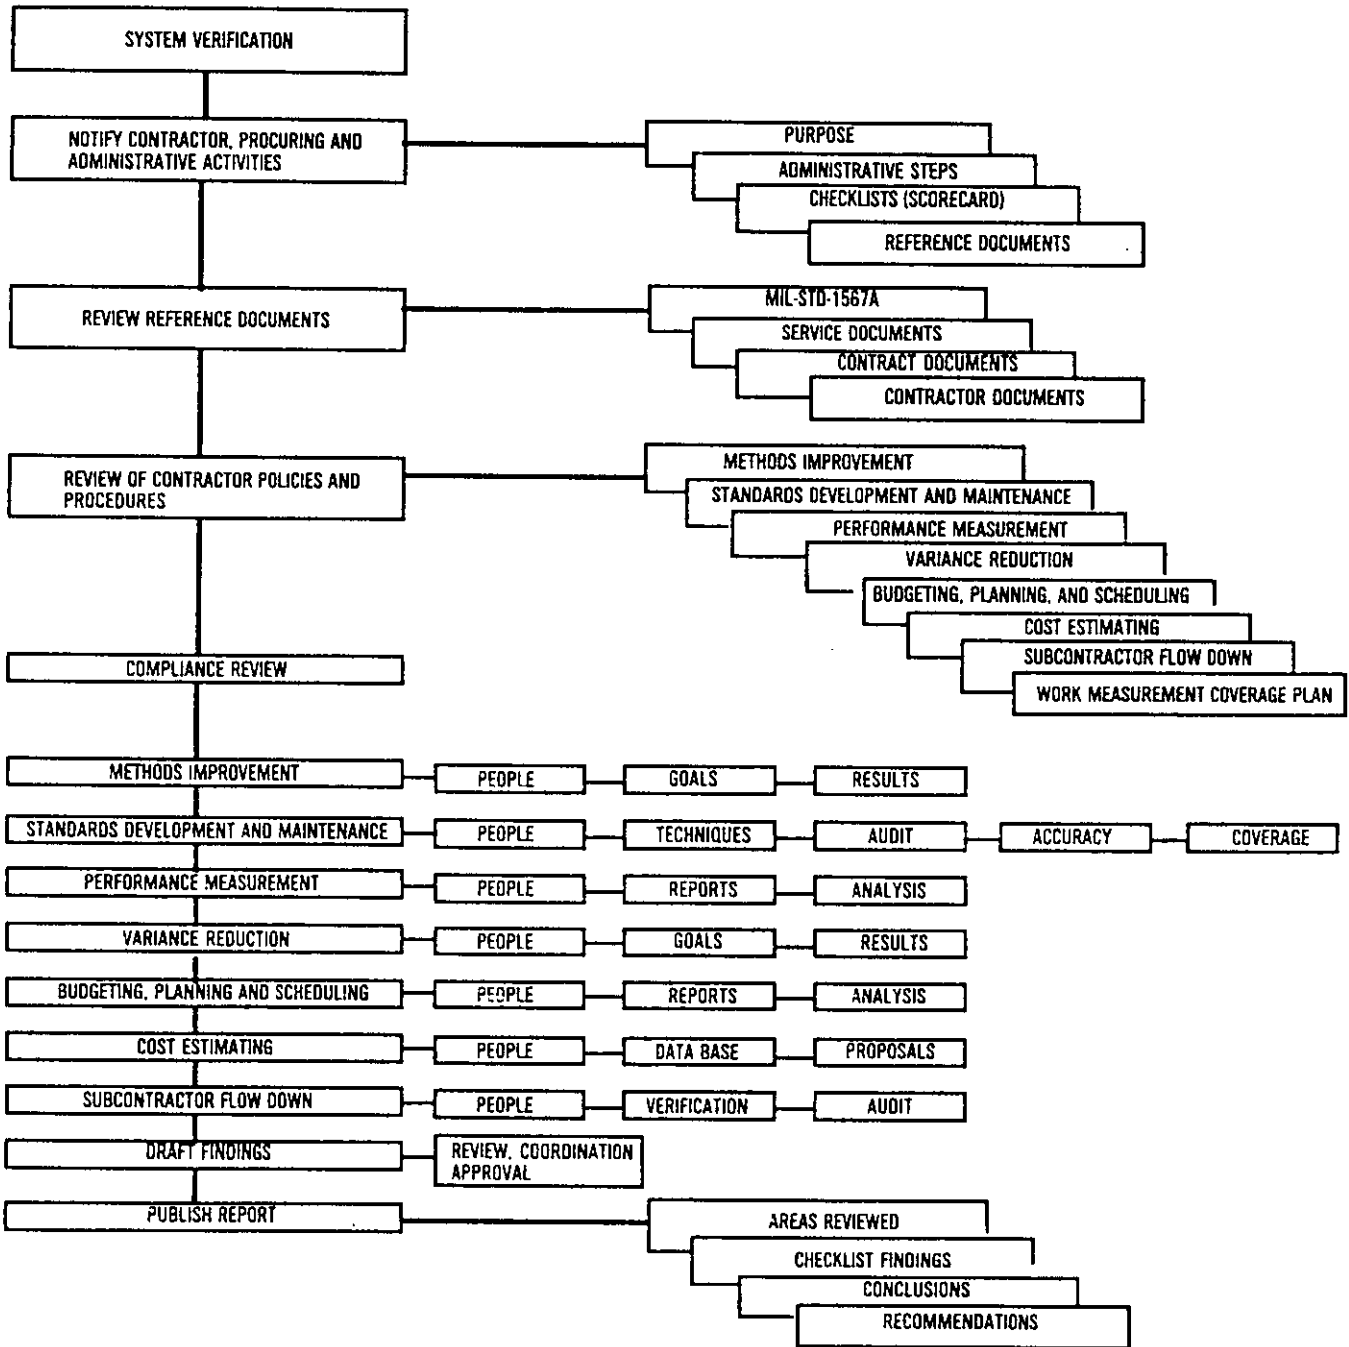 SYSTEM VERIFICATION
NOTIFY CONTRACTOR, PROCURING AND
ADMINISTRATIVE ACTIVITIES
PURPOSE
ADMINISTRATIVE STEPS
CHECKLISTS (SCORECARD)
REFERENCE DOCUMENTS
REVIEW REFERENCE DOCUMENTS
MIL-STD-1567A
SERVICE DOCUMENTS
CONTRACT DOCUMENTS
CONTRACTOR DOCUMENTS
REVIEW OF CONTRACTOR POLICIES AND
PROCEDURES
METHODS IMPROVEMENT
STANDARDS DEVELOPMENT AND MAINTENANCE
PERFORMANCE MEASUREMENT
VARIANCE REDUCTION
BUDGETING, PLANNING, AND SCHEDULING
COST ESTIMATING
SUBCONTRACTOR FLOW DOWN
WORK MEASUREMENT COVERAGE PLAN
COMPLIANCE REVIEW
METHODS IMPROVEMENT PEOPLE GOALS RESULTS
STANDARDS DEVELOPMENT AND MAINTENANCE PEOPLE TECHNIQUES AUDIT ACCURACY COVERAGE
PERFORMANCE MEASUREMENT PEOPLE REPORTS ANALYSIS
VARIANCE REDUCTION PEOPLE GOALS RESULTS
BUDGETING, PLANNING AND SCHEDULING PEOPLE REPORTS ANALYSIS
COST ESTIMATING PEOPLE DATA BASE PROPOSALS
SUBCONTRACTOR FLOW DOWN PEOPLE VERIFICATION AUDIT
DRAFT FINDINGS
REVIEW, COORDINATION
APPROVAL
PUBLISH REPORT
AREAS REVIEWED
CHECKLIST FINDINGS
CONCLUSIONS
RECOMMENDATIONS